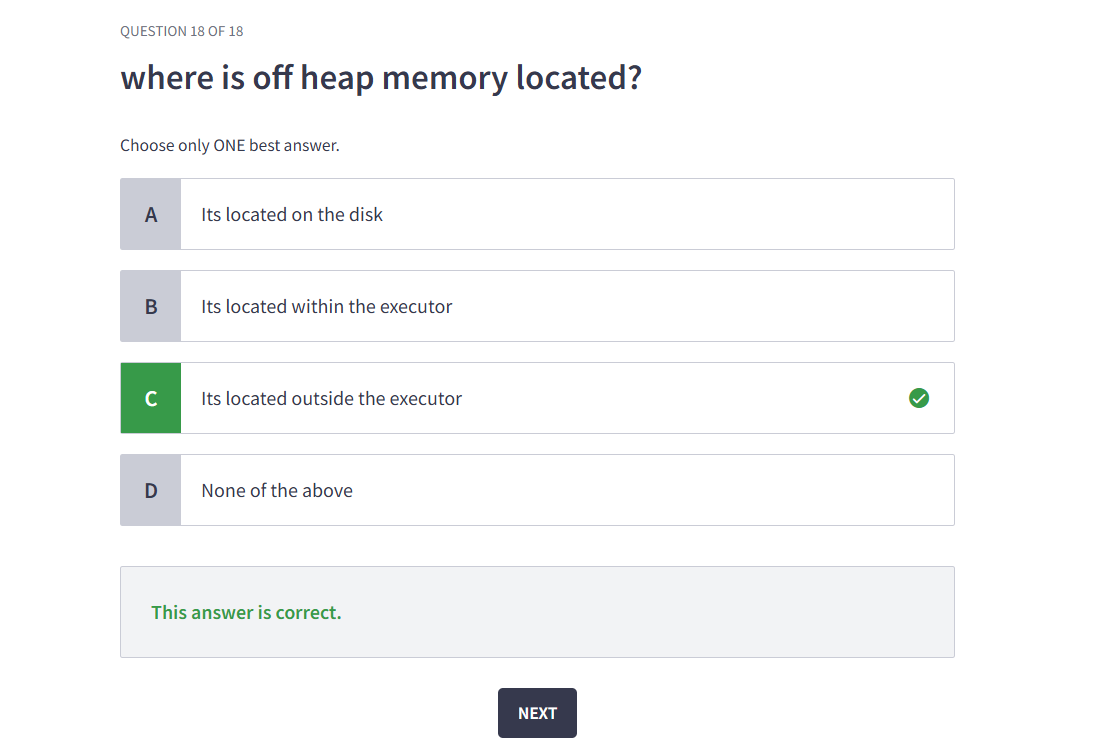 QUESTION 18 OF 18
where is off heap memory located?
Choose only ONE best answer.
A Its located on the disk
B Its located within the executor
C Its located outside the executor
D None of the above
This answer is correct.
NEXT